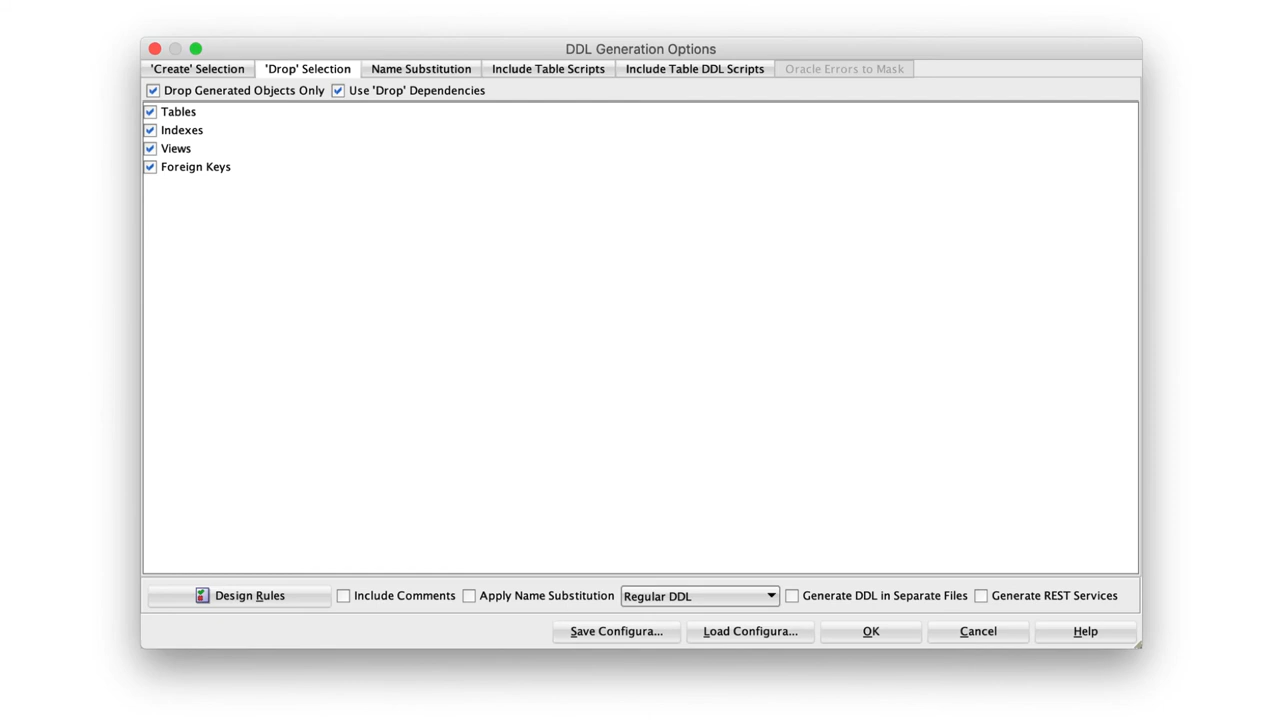 DDL Generation Options
'Create' Selection 'Drop' Selection Name Substitution Include Table Scripts Include Table DDL Scripts Oracle Errors to Mask
Drop Generated Objects Only Use 'Drop' Dependencies
Tables
Indexes
Views
Foreign Keys
Design Rules Include Comments Apply Name Substitution Regular DDL Generate DDL in Separate Files Generate REST Services
Save Configura... Load Configura... OK Cancel Help